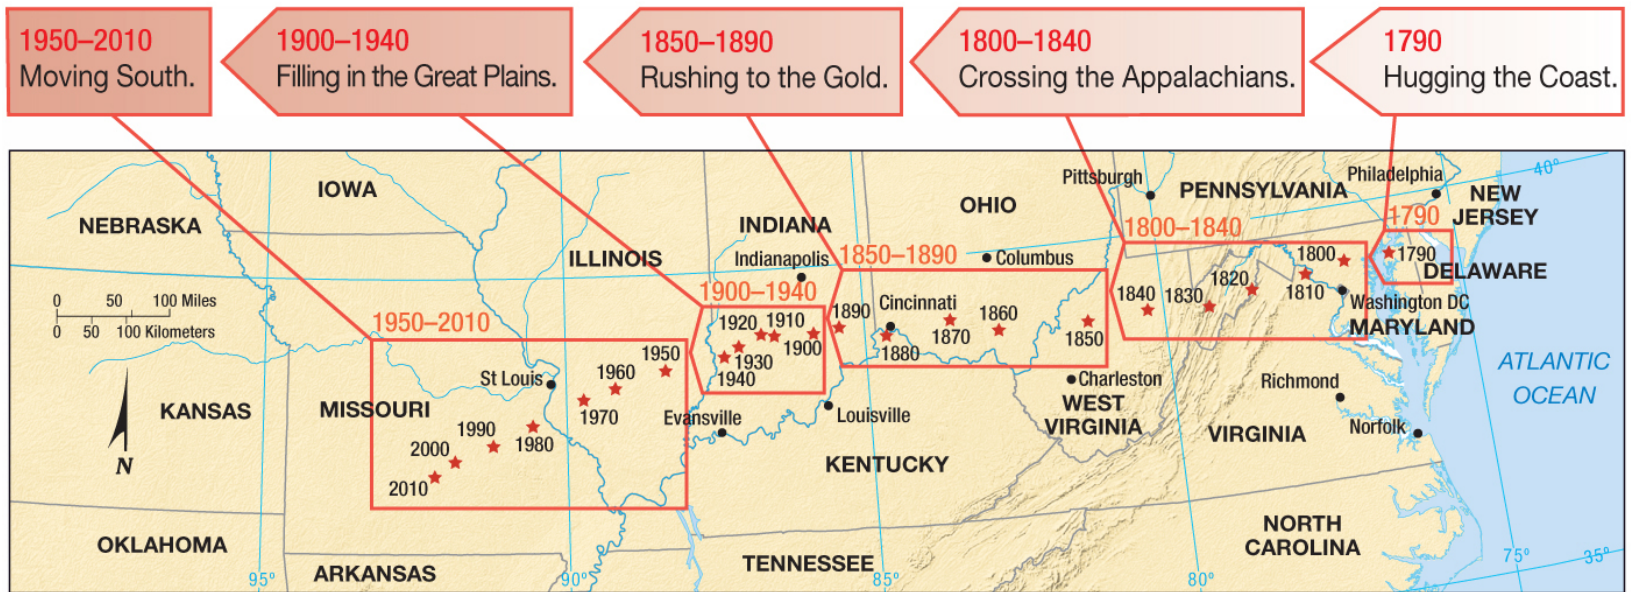 1950–2010
Moving South.
1900–1940
Filling in the Great Plains.
1850–1890
Rushing to the Gold.
1800–1840
Crossing the Appalachians.
1790
Hugging the Coast.
40°
Pittsburgh
Philadelphia
IOWA
PENNSYLVANIA
NEW
JERSEY
NEBRASKA
OHIO
INDIANA
1790
1800–1840
ILLINOIS
Indianapolis
1850–1890
Columbus
1800
1790
DELAWARE
1820
1810
0 50 100 Miles
0 50 100 Kilometers
1900–1940
1890
Cincinnati
1860
1840
1830
Washington DC
MARYLAND
1950–2010
1920
1910
1900
1930
1940
1880
1870
1850
1950
1960
1970
St Louis
ATLANTIC
OCEAN
Charleston
WEST
VIRGINIA
Richmond
KANSAS
MISSOURI
Evansville
Louisville
VIRGINIA
Norfolk
1990
1980
2000
2010
N
KENTUCKY
OKLAHOMA
NORTH
CAROLINA
TENNESSEE
ARKANSAS
95°
90°
85°
80°
75°
35°